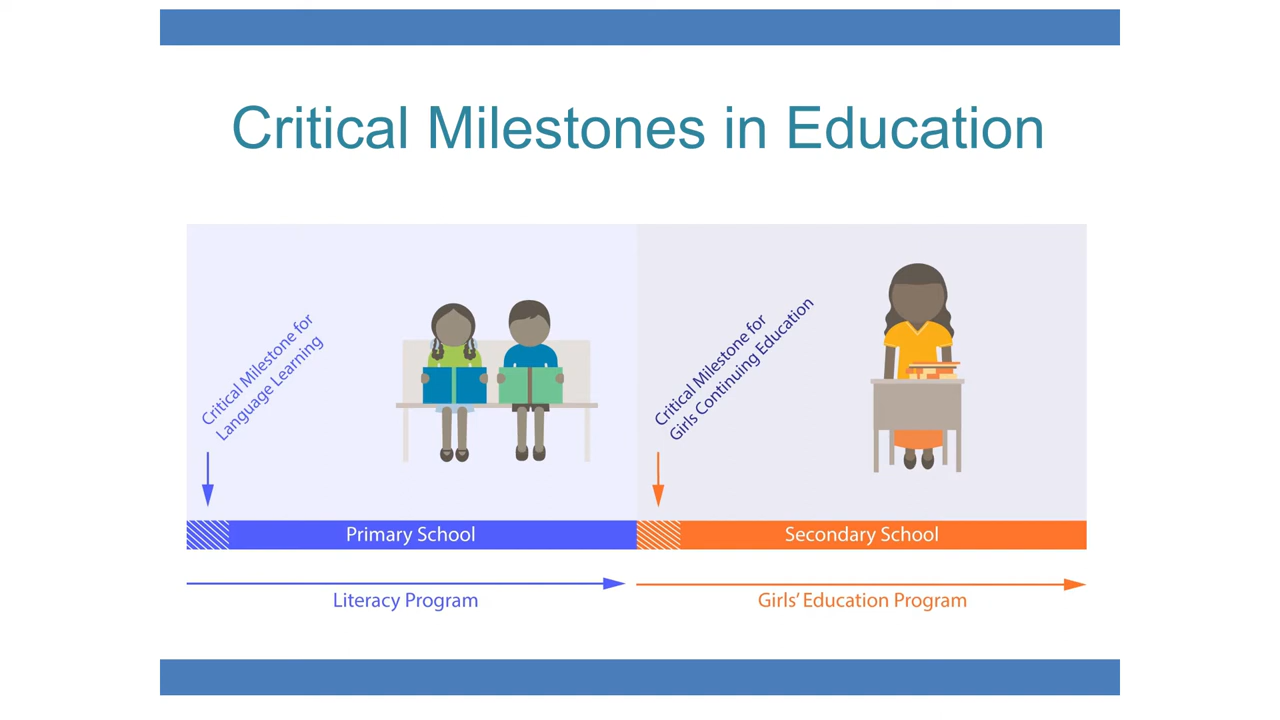 Critical Milestones in Education
Critical Milestone for
Language Learning
Critical Milestone for
Girls Continuing Education
Primary School
Secondary School
Literacy Program
Girls’ Education Program